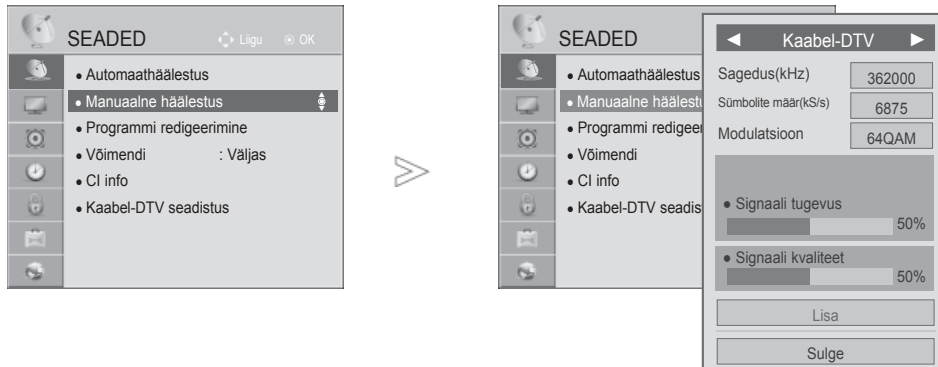 SEADED Liigu OK
• Automaathäälestus
• Manuaalne häälestus
• Programmi redigeerimine
• Võimendi : Väljas
• CI info
• Kaabel-DTV seadistus
SEADED
• Automaathäälestus
• Manuaalne häälestu
• Programmi redigeer
• Võimendi
• CI info
• Kaabel-DTV seadis
◄ Kaabel-DTV ►
Sagedus(kHz) 362000
Sümbolite määr(kS/s) 6875
Modulatsioon 64QAM
• Signaali tugevus
50%
• Signaali kvaliteet
50%
Lisa
Sulge